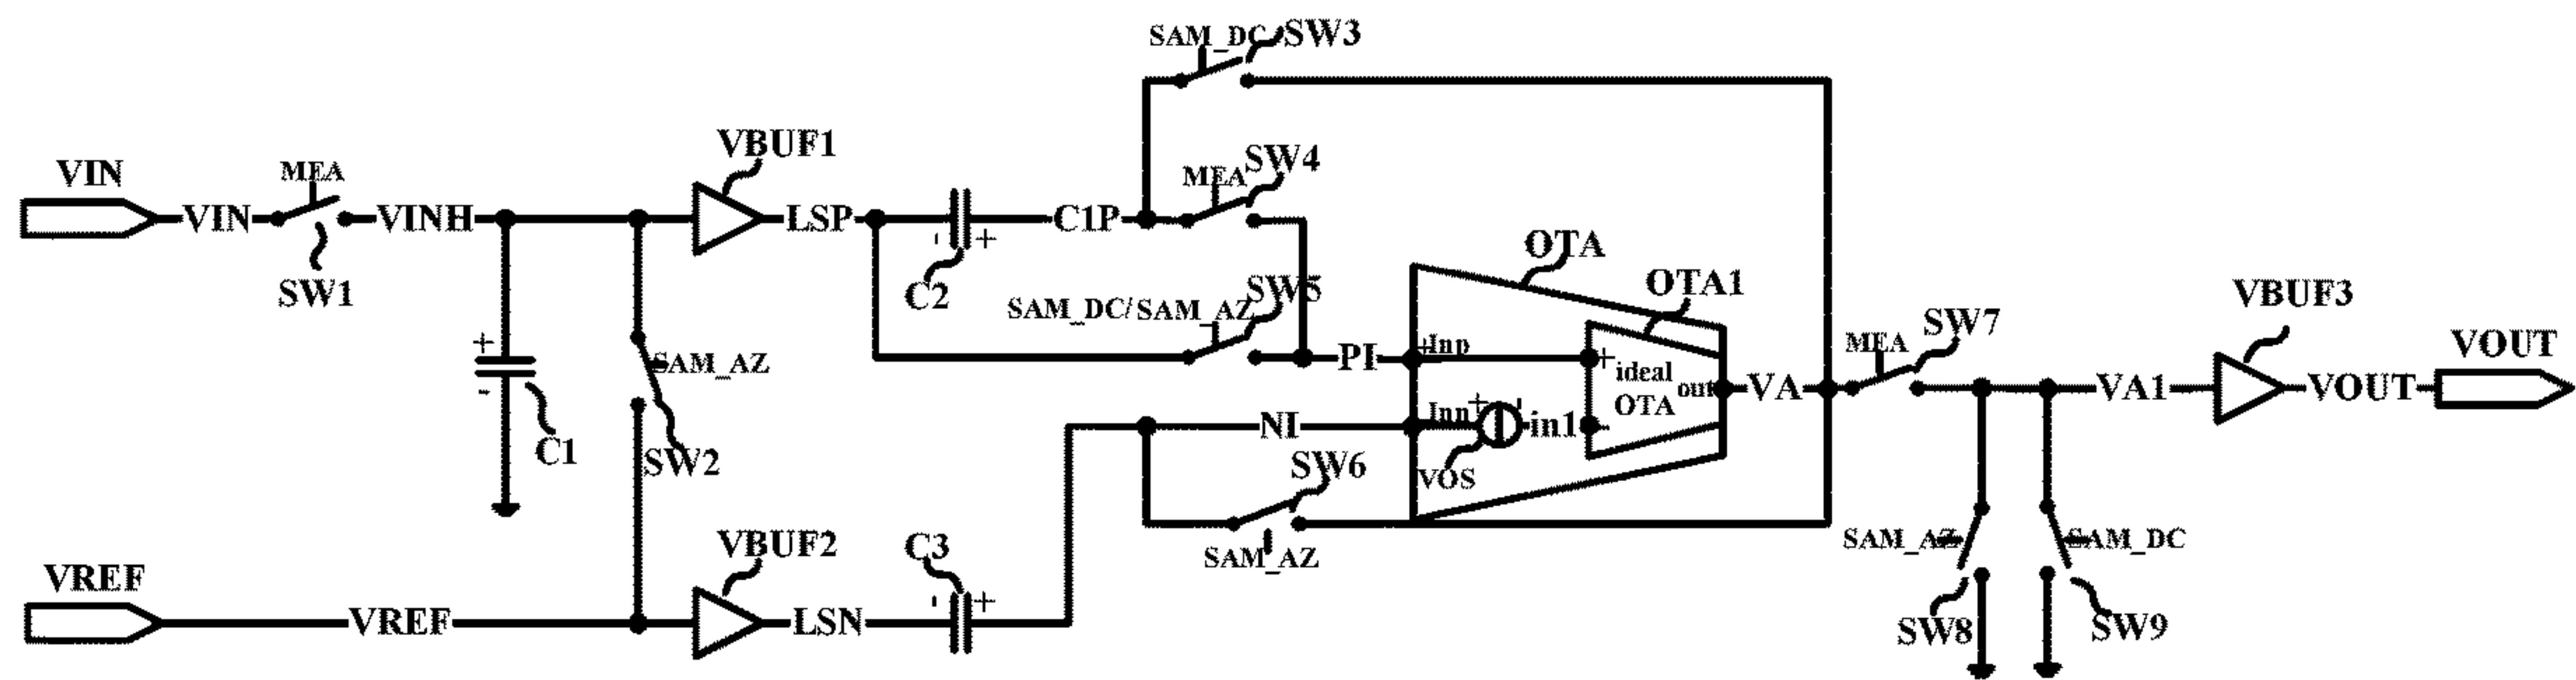 SAM_DC
SW3
VBUF1
SW4
VIN
MEA
MEA
VIN
VINH
LSP
C1P
-
+
SW1
C2
OTA
OTA1
SW5
SAM_DC/SAM_AZ
VBUF3
SW7
+
MEA
VOUT
PI
+Inp
+
SAM_AZ
ideal
OTA
out
VA
VA1
VOUT
-
+
-
Inn
in1
-
NI
C1
SW2
SW6
VOS
VBUF2
C3
SAM_AZ
SAM_AZ
SAM_DC
VREF
-
+
VREF
LSN
SW8
SW9